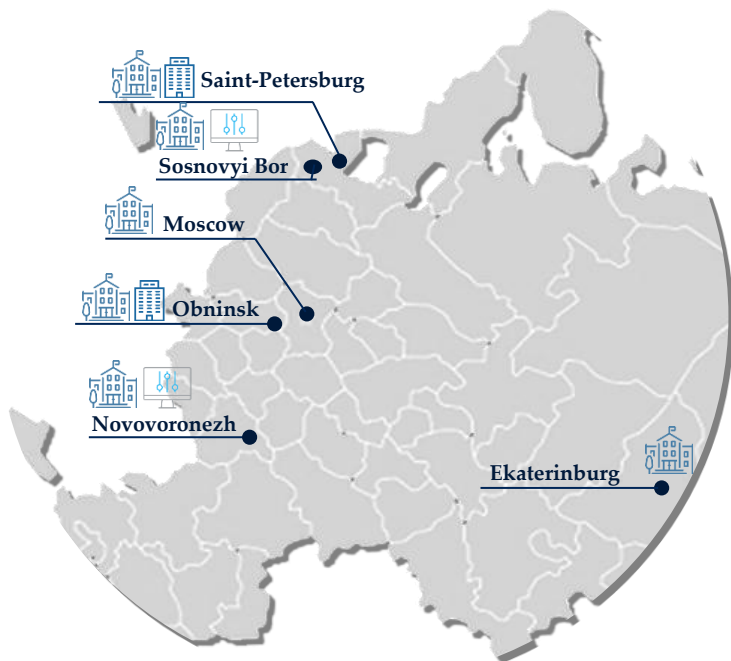 Saint-Petersburg
Sosnovyi Bor
Moscow
Obninsk
Novovoronezh
Ekaterinburg